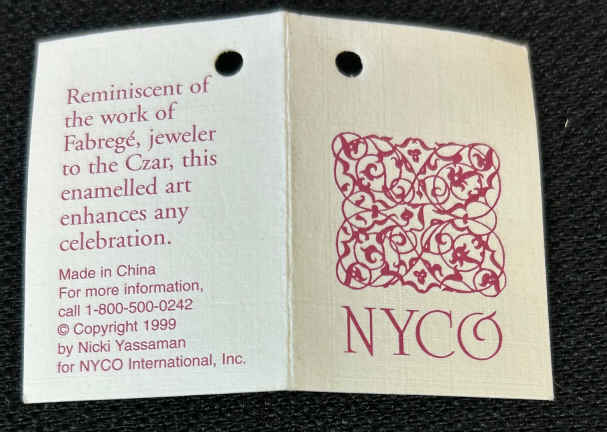 Reminiscent of
the work of
Fabregé, jeweler
to the Czar, this
enamelled art
enhances any
celebration.
Made in China
For more information,
call 1-800-500-0242
© Copyright 1999
by Nicki Yassaman
for NYCO International, Inc.
NYCO